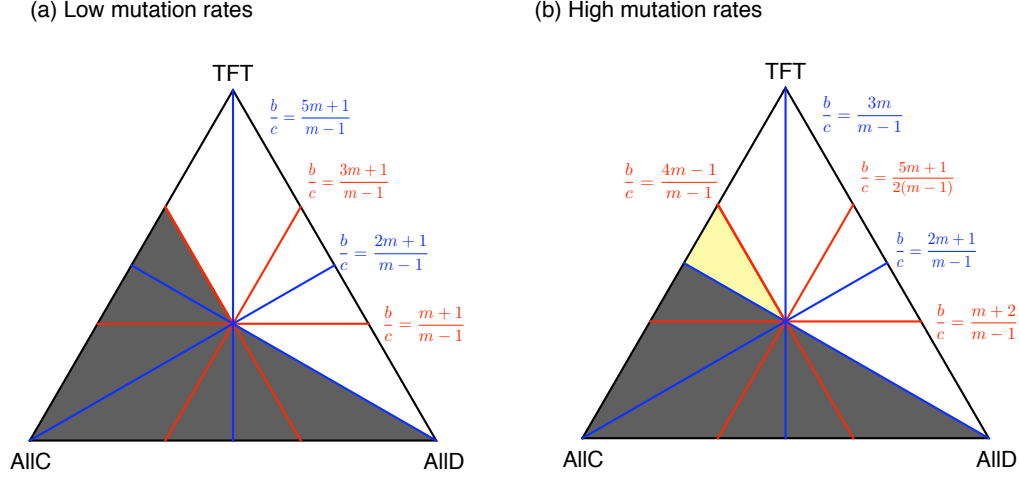 (a) Low mutation rates
(b) High mutation rates
TFT
b/c = (5m + 1)/(m − 1)
b/c = (3m + 1)/(m − 1)
b/c = (2m + 1)/(m − 1)
b/c = (m + 1)/(m − 1)
AllC
AllD
TFT
b/c = 3m/(m − 1)
b/c = (4m − 1)/(m − 1)
b/c = (5m + 1)/(2(m − 1))
b/c = (2m + 1)/(m − 1)
b/c = (m + 2)/(m − 1)
AllC
AllD